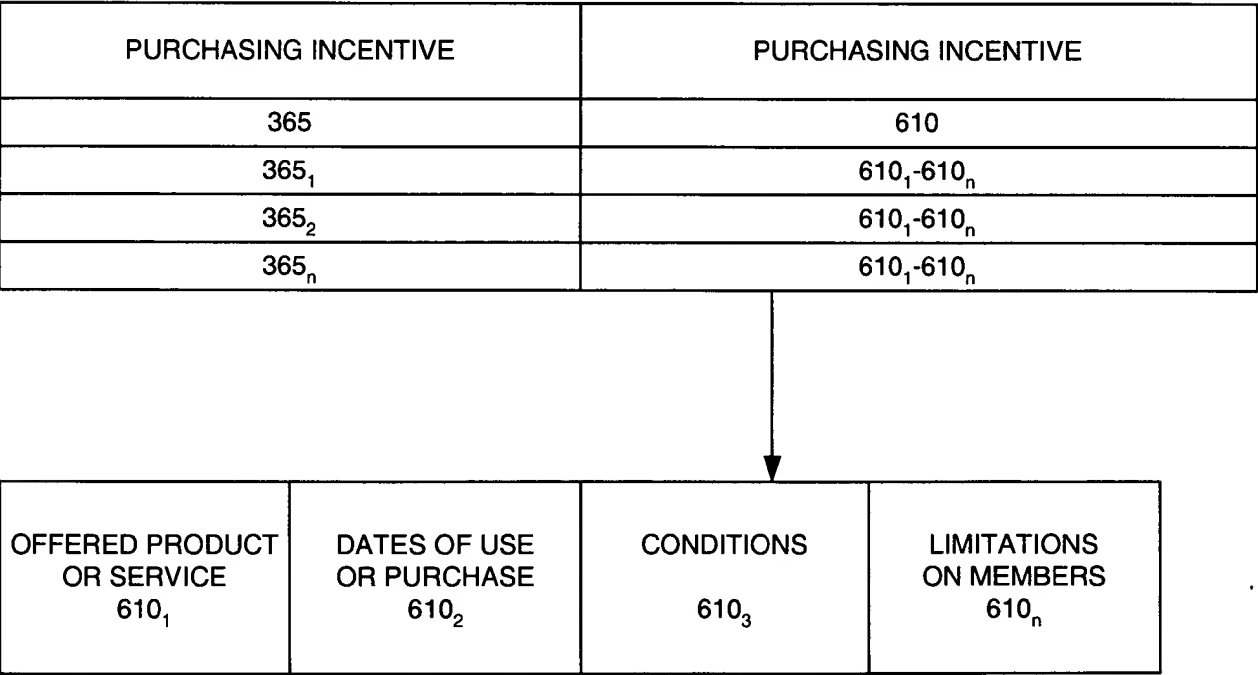 PURCHASING INCENTIVE
PURCHASING INCENTIVE
365
610
365₁
610₁-610ₙ
365₂
610₁-610ₙ
365ₙ
610₁-610ₙ
OFFERED PRODUCT
OR SERVICE
610₁
DATES OF USE
OR PURCHASE
610₂
CONDITIONS
610₃
LIMITATIONS
ON MEMBERS
610ₙ